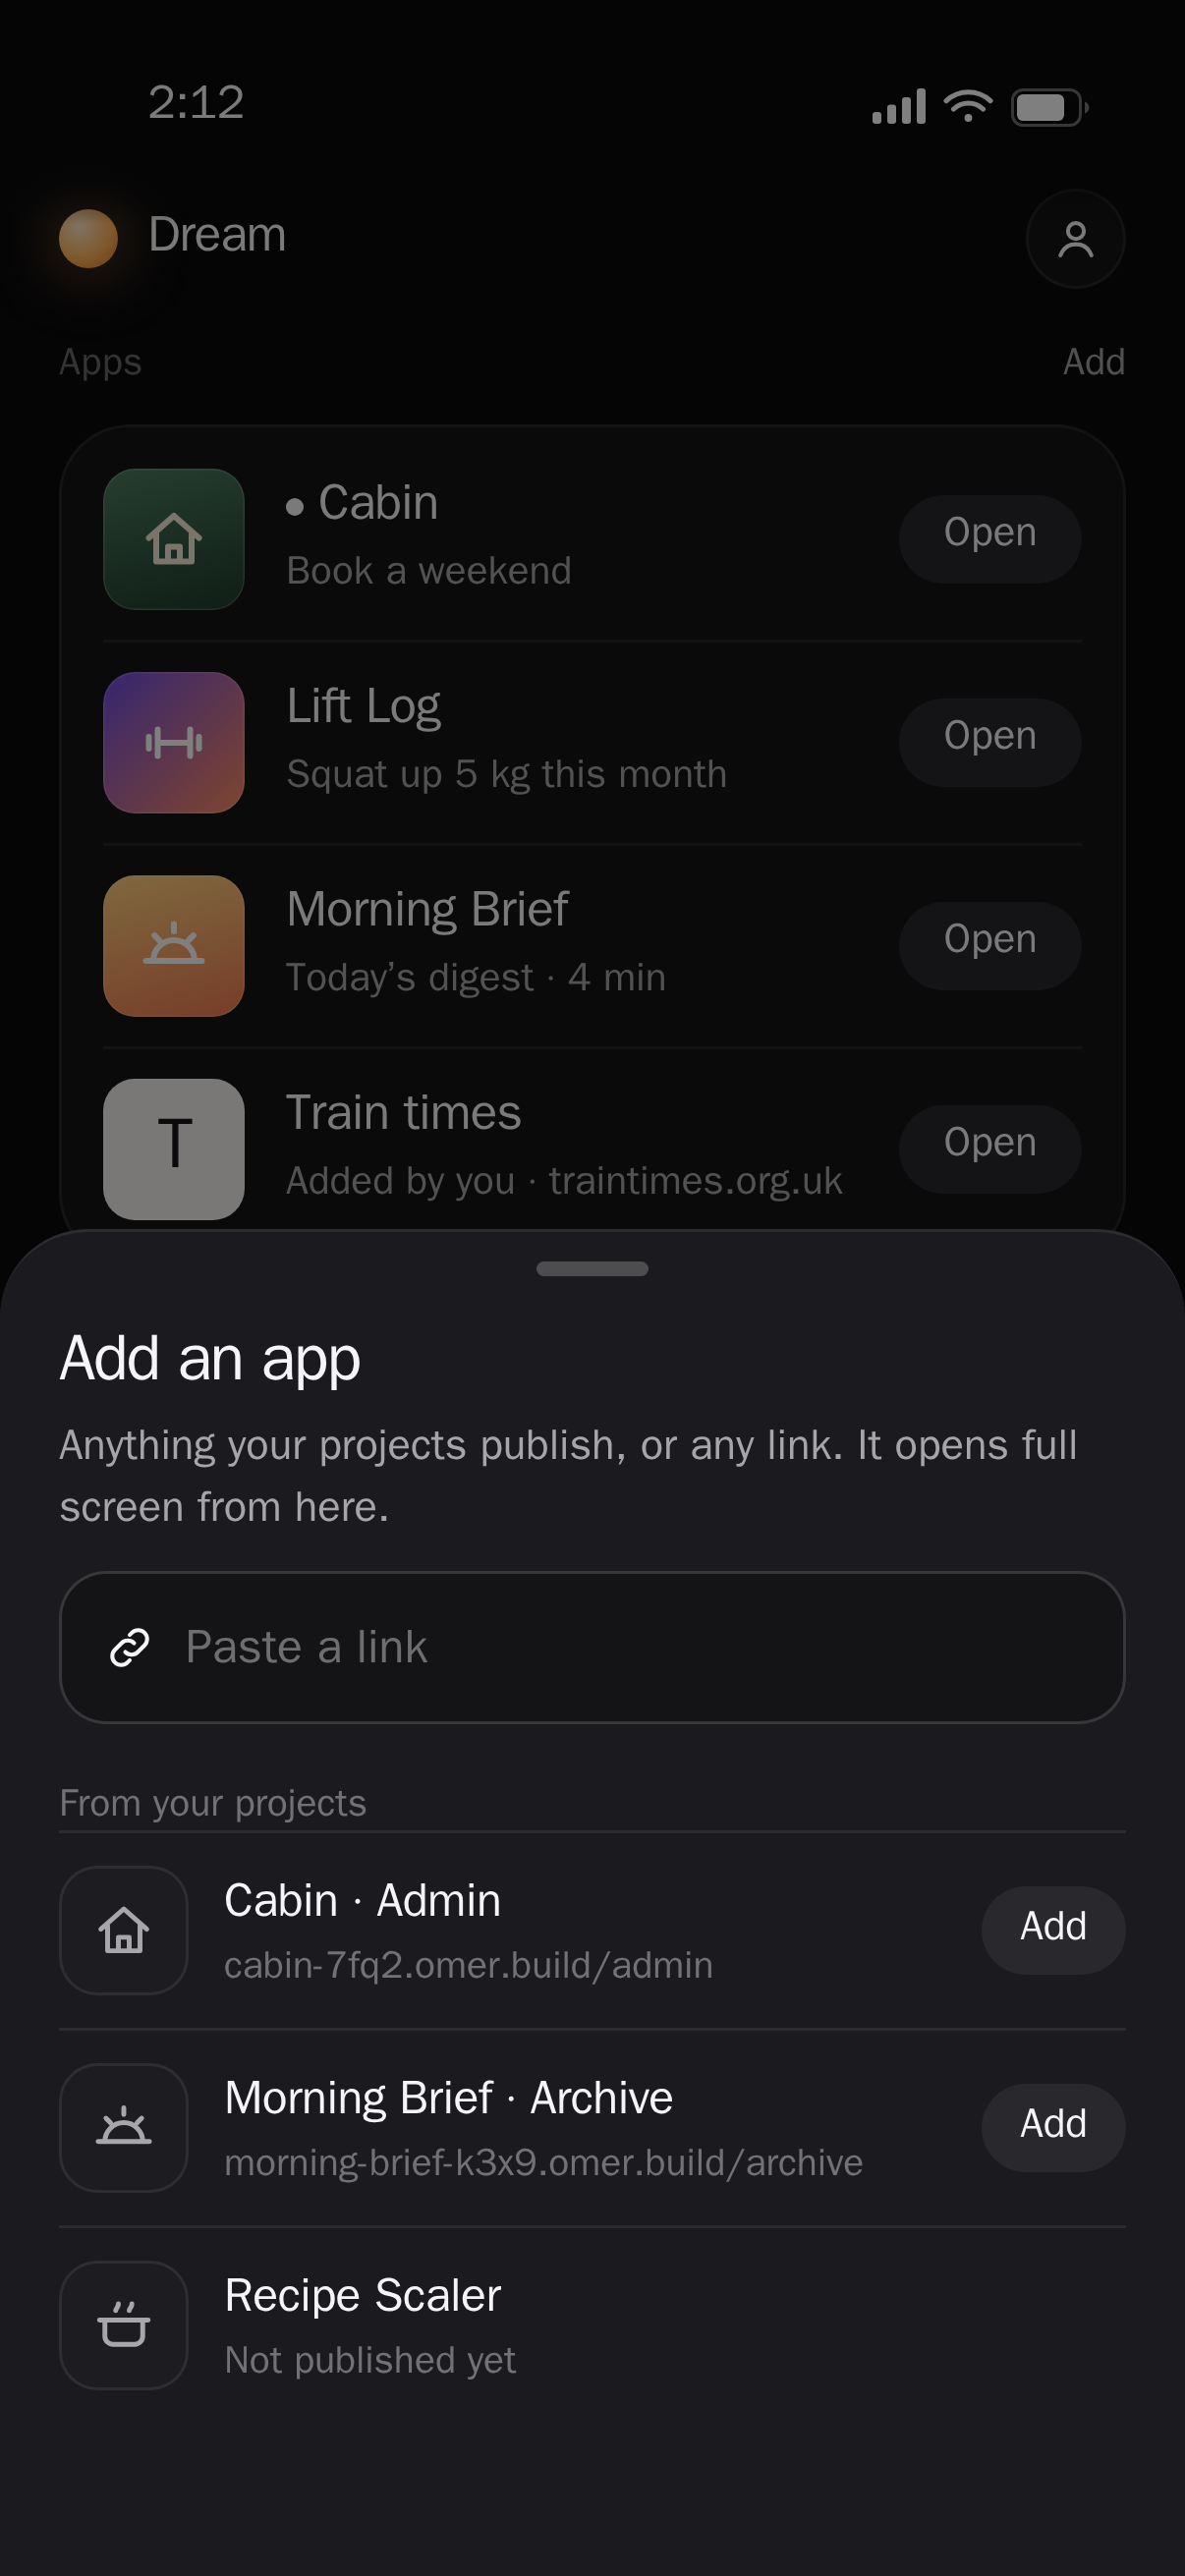 2:12
Dream
Apps
Add
Cabin
Book a weekend
Open
Lift Log
Squat up 5 kg this month
Open
Morning Brief
Today’s digest · 4 min
Open
T
Train times
Added by you · traintimes.org.uk
Open
Add an app
Anything your projects publish, or any link. It opens full
screen from here.
Paste a link
From your projects
Cabin · Admin
cabin-7fq2.omer.build/admin
Add
Morning Brief · Archive
morning-brief-k3x9.omer.build/archive
Add
Recipe Scaler
Not published yet